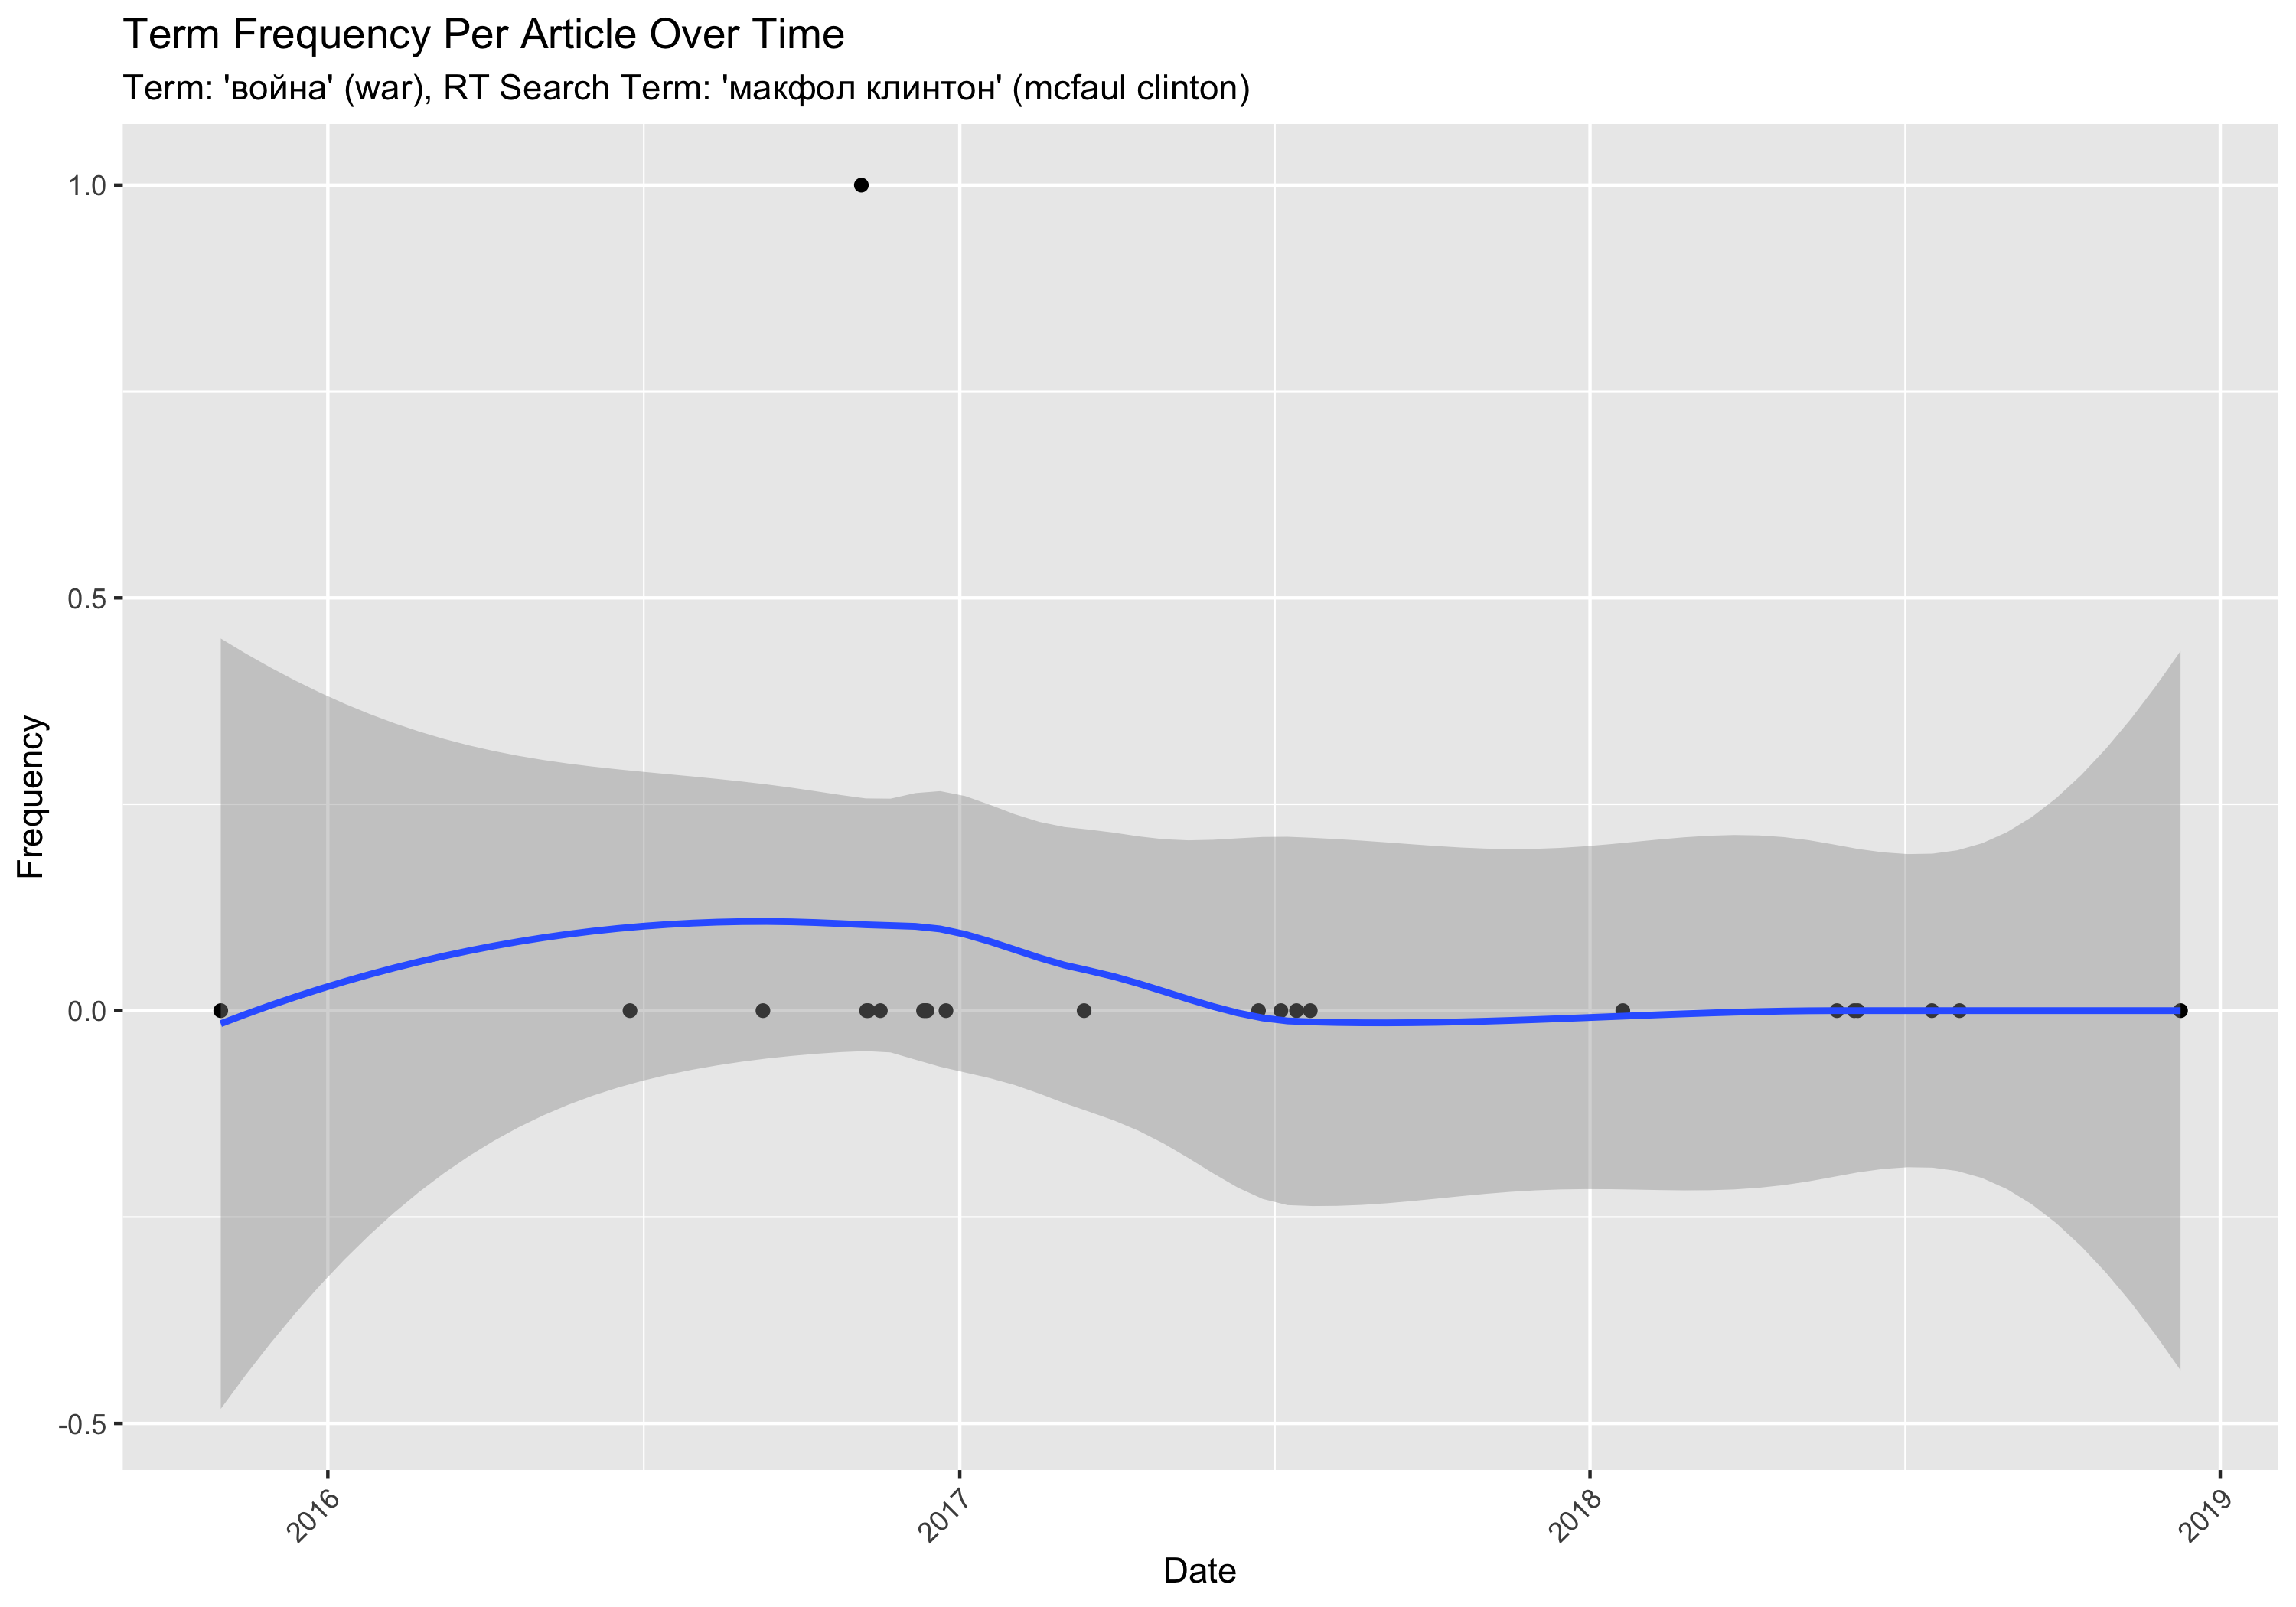 Term Frequency Per Article Over Time
Term: 'война' (war), RT Search Term: 'макфол клинтон' (mcfaul clinton)
1.0
0.5
0.0
-0.5
Frequency
2016
2017
2018
2019
Date